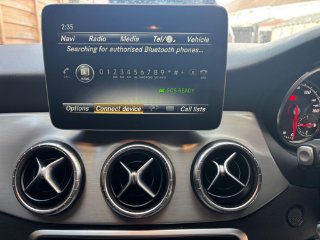 2:35
Navi Radio Media Tel/ Vehicle
Searching for authorised Bluetooth phones...
0 1 2 3 4 5 6 7 8 9 * # +
SOS READY
Options Connect device Call lists